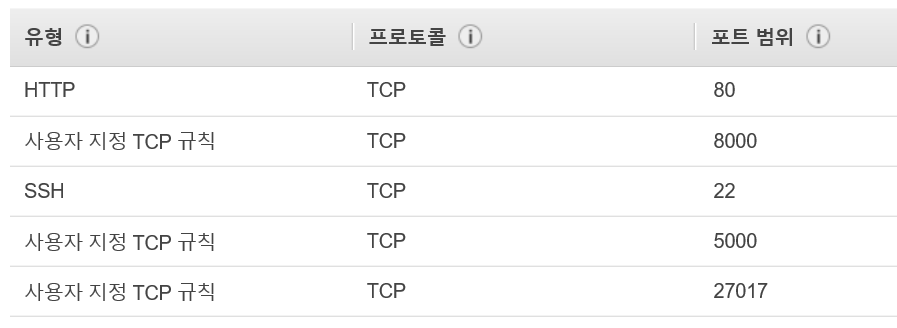 유형 프로토콜 포트 범위
HTTP TCP 80
사용자 지정 TCP 규칙 TCP 8000
SSH TCP 22
사용자 지정 TCP 규칙 TCP 5000
사용자 지정 TCP 규칙 TCP 27017